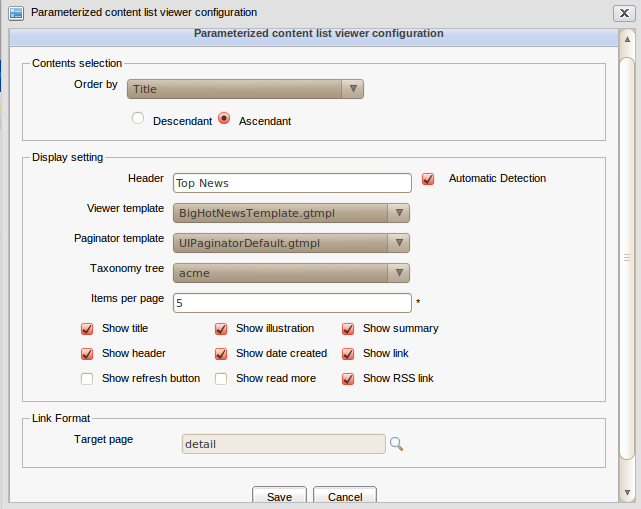 Parameterized content list viewer configuration
Parameterized content list viewer configuration
Contents selection
Order by Title
Descendant Ascendant
Display setting
Header Top News Automatic Detection
Viewer template BigHotNewsTemplate.gtmpl
Paginator template UIPaginatorDefault.gtmpl
Taxonomy tree acme
Items per page 5 *
Show title Show illustration Show summary
Show header Show date created Show link
Show refresh button Show read more Show RSS link
Link Format
Target page detail
Save Cancel